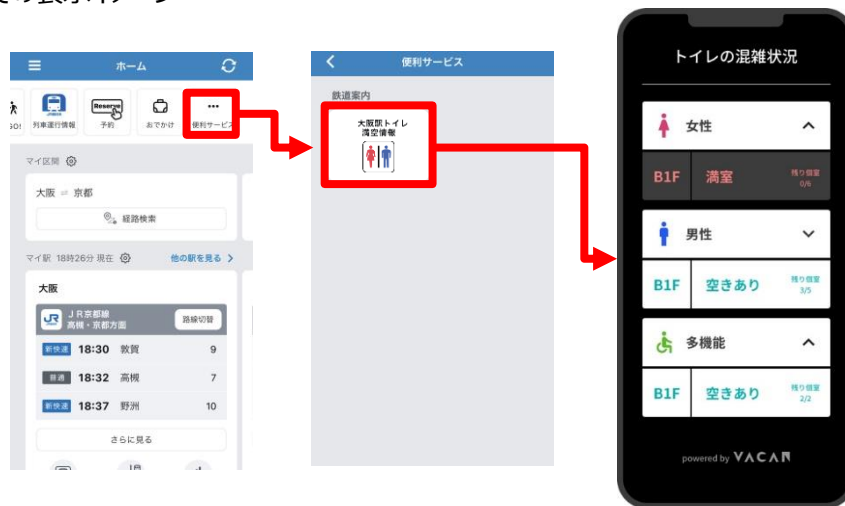 ホーム
GO!
列車運行情報
Reserve
予約
おでかけ
便利サービス
マイ区間
大阪 ⇌ 京都
経路検索
マイ駅 18時26分 現在
他の駅を見る
大阪
JR
JR京都線
高槻・京都方面
路線切替
新快速 18:30 敦賀 9
普通 18:32 高槻 7
新快速 18:37 野洲 10
さらに見る
便利サービス
鉄道案内
大阪駅トイレ
満空情報
トイレの混雑状況
女性
B1F 満室 残り個室
0/6
男性
B1F 空きあり 残り個室
3/5
多機能
B1F 空きあり 残り個室
2/2
powered by VACAN